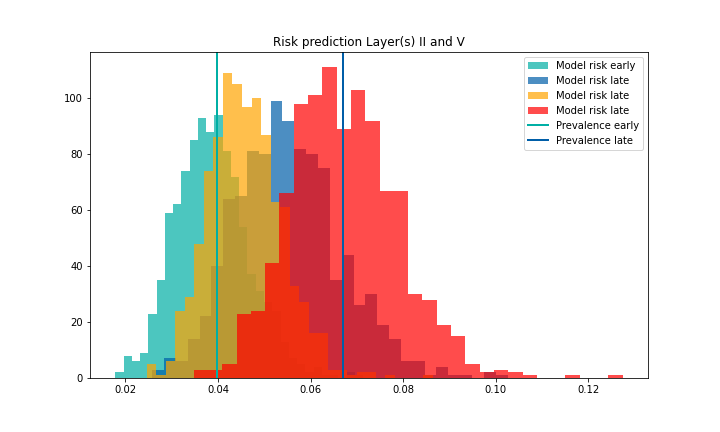 Risk prediction Layer(s) II and V
Model risk early
Model risk late
Model risk late
Model risk late
Prevalence early
Prevalence late
100
80
60
40
20
0
0.02 0.04 0.06 0.08 0.10 0.12